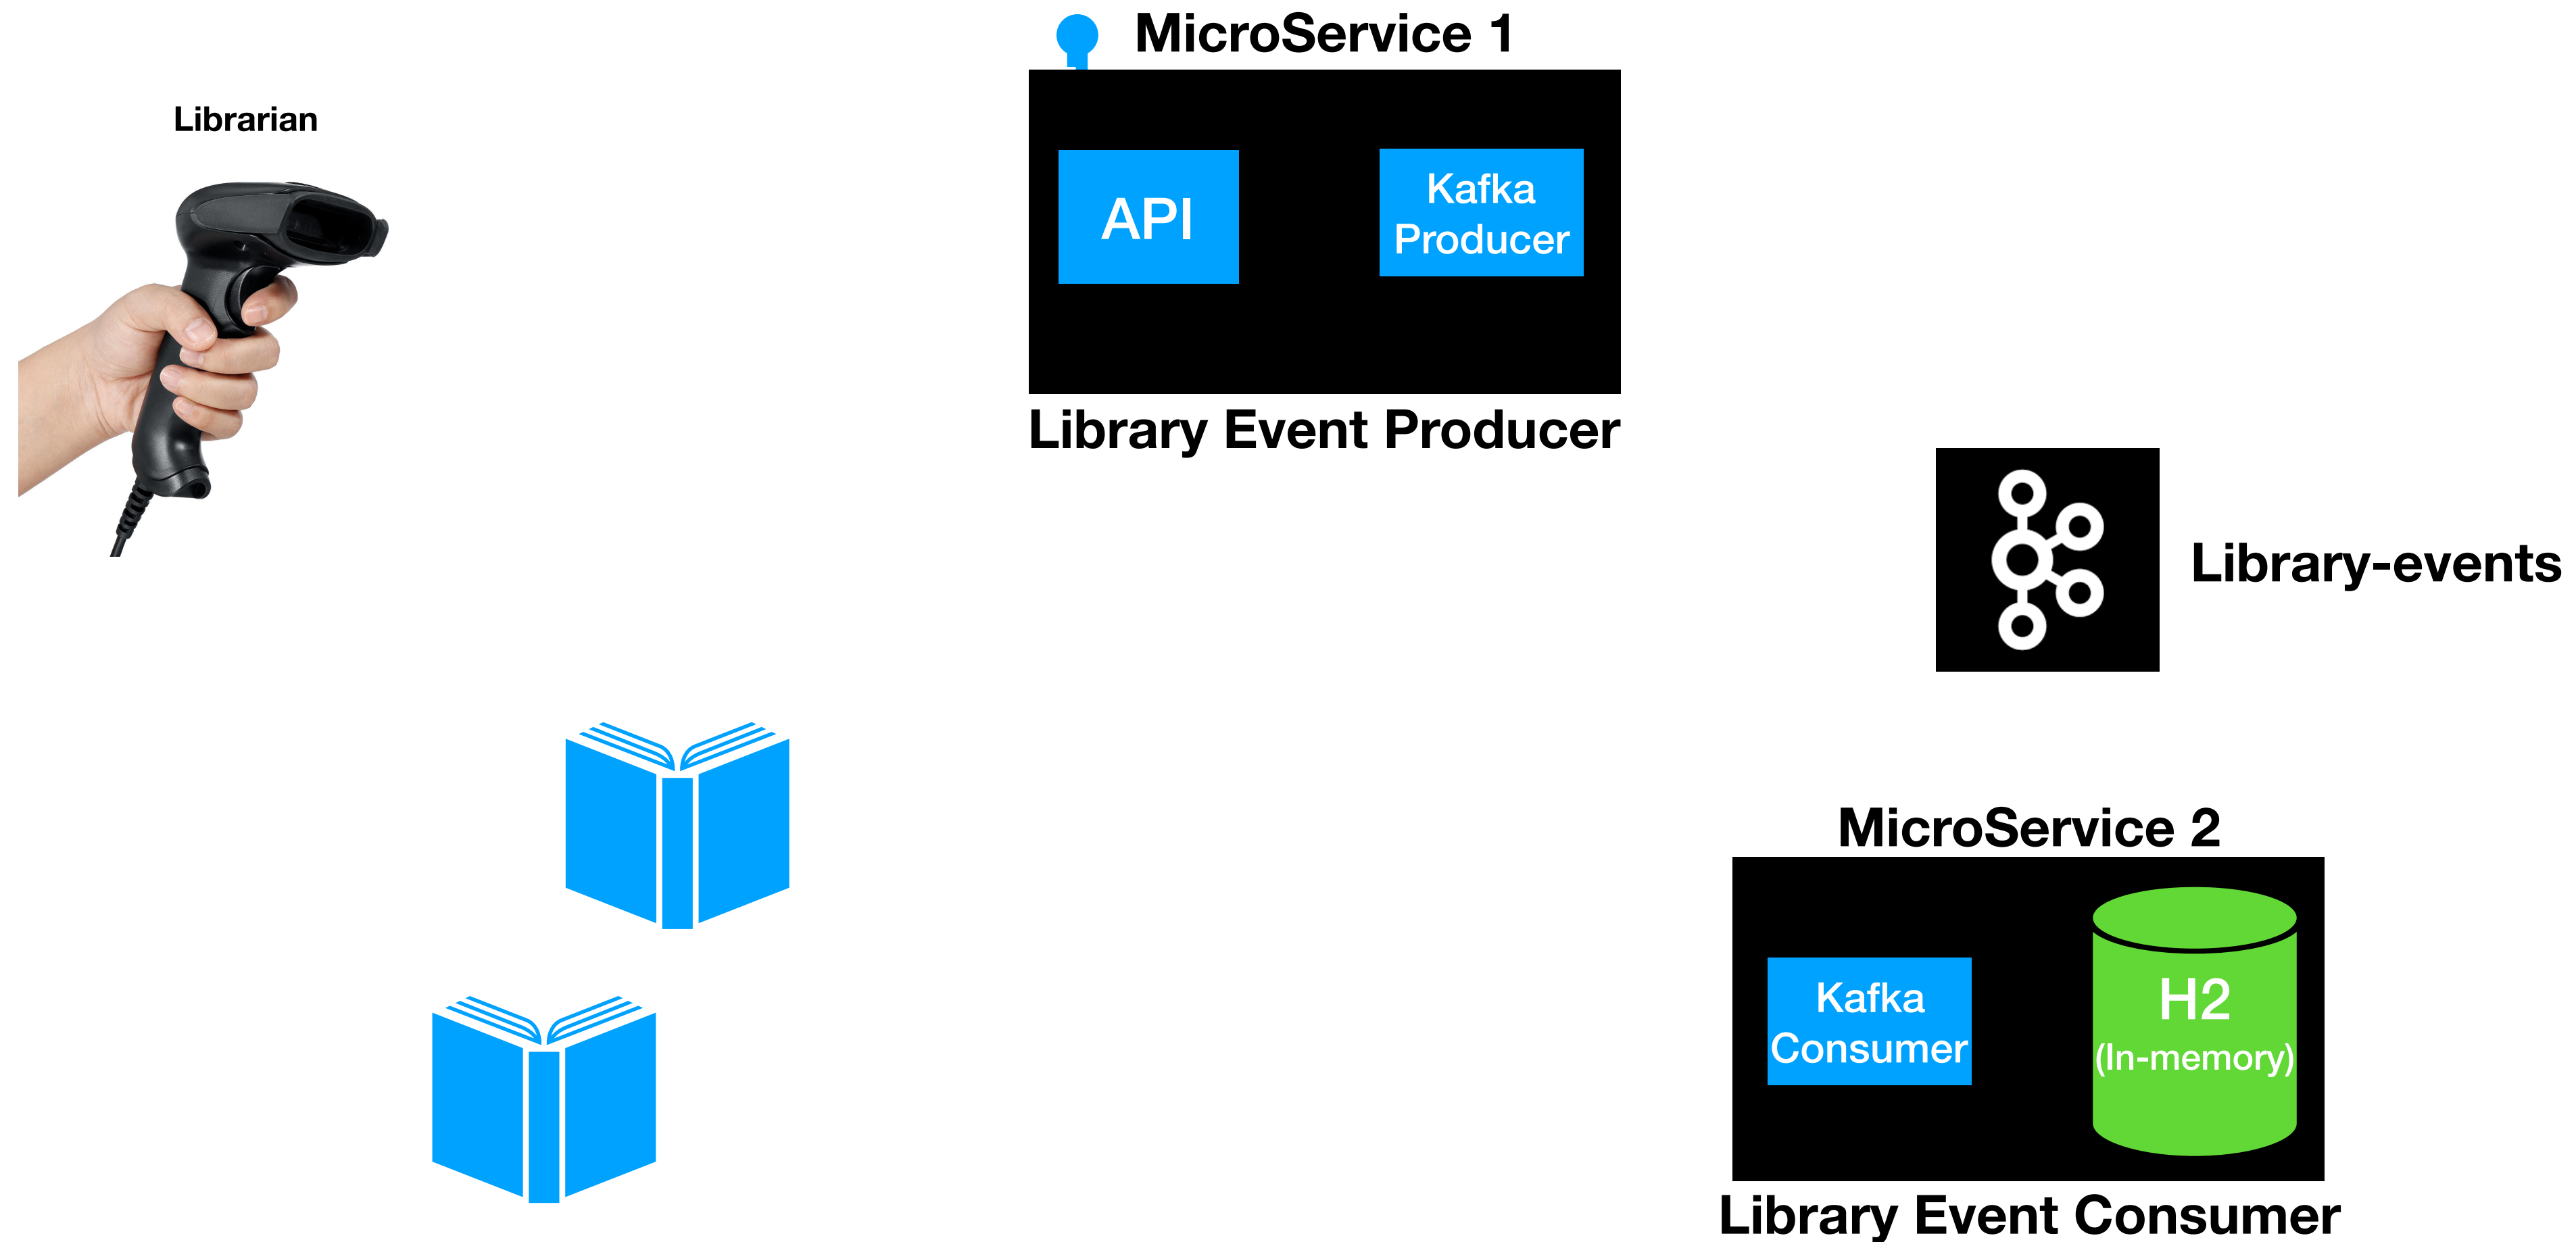 MicroService 1
Librarian
API
Kafka
Producer
Library Event Producer
Library-events
MicroService 2
Kafka
Consumer
H2
(In-memory)
Library Event Consumer